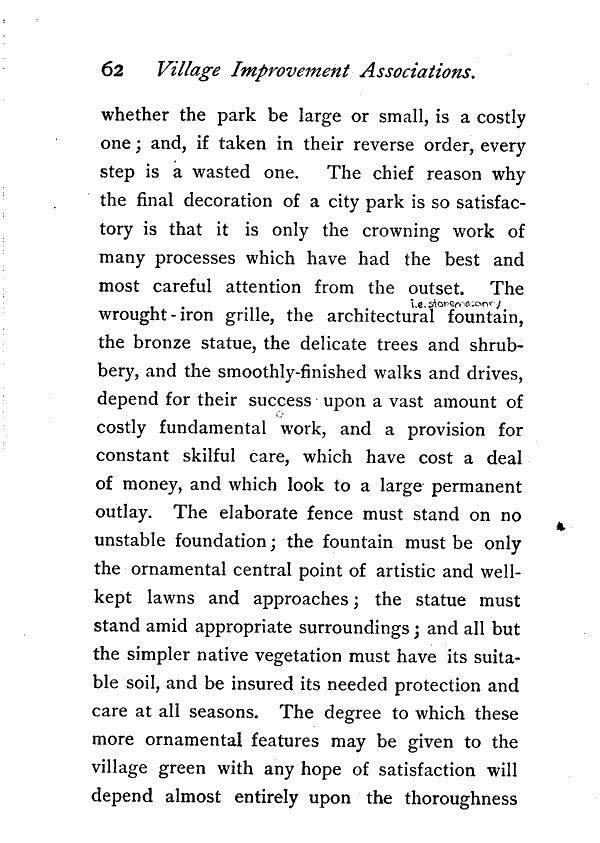 62 Village Improvement Associations.
whether the park be large or small, is a costly
one; and, if taken in their reverse order, every
step is a wasted one. The chief reason why
the final decoration of a city park is so satisfac-
tory is that it is only the crowning work of
many processes which have had the best and
most careful attention from the outset. The
i.e. stonemasonry
wrought-iron grille, the architectural fountain,
the bronze statue, the delicate trees and shrub-
bery, and the smoothly-finished walks and drives,
depend for their success upon a vast amount of
costly fundamental work, and a provision for
constant skilful care, which have cost a deal
of money, and which look to a large permanent
outlay. The elaborate fence must stand on no
unstable foundation; the fountain must be only
the ornamental central point of artistic and well-
kept lawns and approaches; the statue must
stand amid appropriate surroundings; and all but
the simpler native vegetation must have its suita-
ble soil, and be insured its needed protection and
care at all seasons. The degree to which these
more ornamental features may be given to the
village green with any hope of satisfaction will
depend almost entirely upon the thoroughness